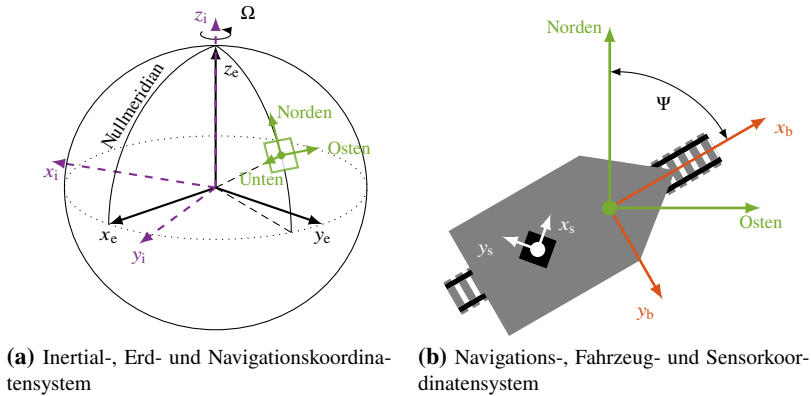 z_i
Ω
z_e
Nullmeridian
Norden
Osten
Unten
x_i
x_e
y_i
y_e
(a) Inertial-, Erd- und Navigationskoordina-
tensystem
Norden
Ψ
x_b
Osten
x_s
y_s
y_b
(b) Navigations-, Fahrzeug- und Sensorkoor-
dinatensystem